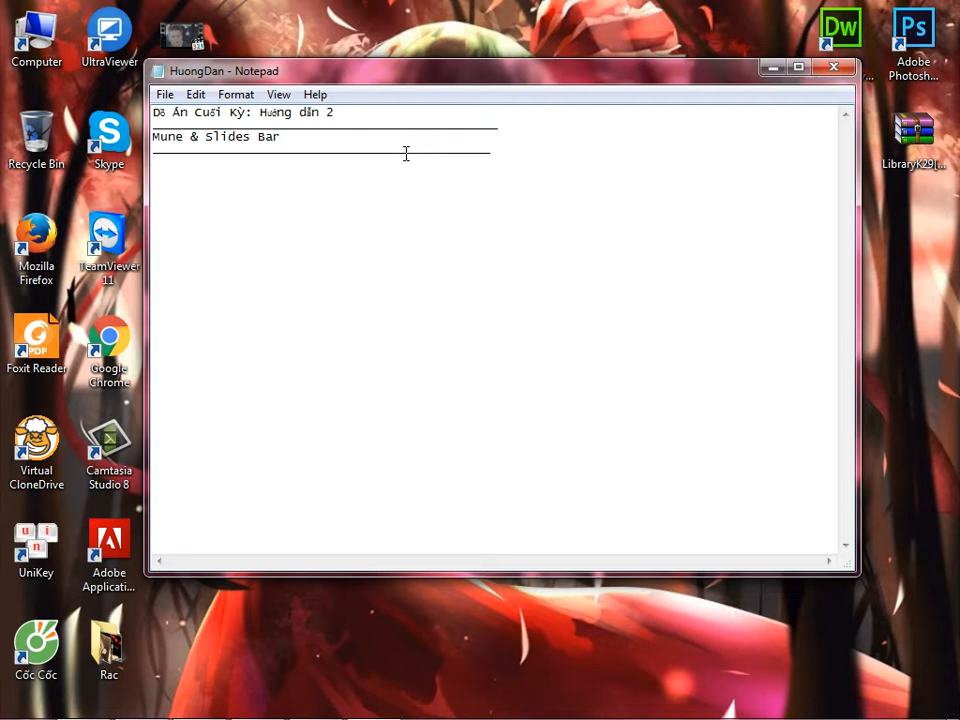 Computer
UltraViewer
Dw
...
Ps
Adobe
Photosh...
HuongDan - Notepad
File Edit Format View Help
Dồ Án Cuối Kỳ: Hướng dẫn 2
Mune & Slides Bar
Recycle Bin
Skype
LibraryK29[...
Mozilla
Firefox
TeamViewer
11
PDF
Foxit Reader
Google
Chrome
Virtual
CloneDrive
Camtasia
Studio 8
u i
n
UniKey
Adobe
Applicati...
Cốc Cốc
Rac